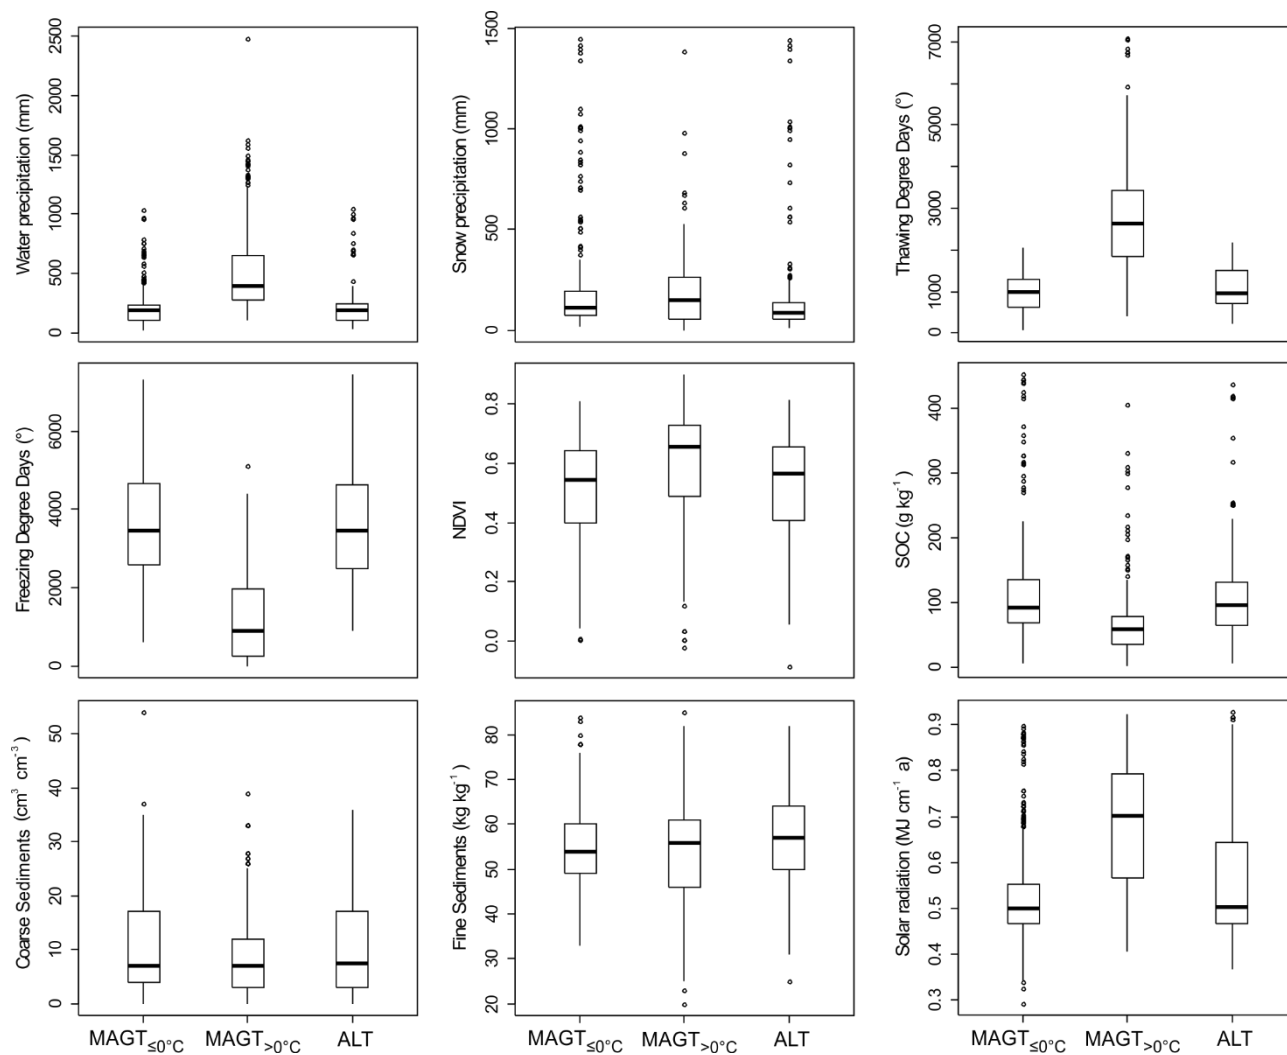 Water precipitation (mm)
0 500 1000 1500 2000 2500
Snow precipitation (mm)
0 500 1000 1500
Thawing Degree Days (°)
0 1000 3000 5000 7000
Freezing Degree Days (°)
0 2000 4000 6000
NDVI
0.0 0.2 0.4 0.6 0.8
SOC (g kg⁻¹)
0 100 200 300 400
Coarse Sediments (cm³ cm⁻³)
0 10 20 30 40 50
Fine Sediments (kg kg⁻¹)
20 30 40 50 60 70 80
Solar radiation (MJ cm⁻¹ a)
0.3 0.4 0.5 0.6 0.7 0.8 0.9
MAGT≤0°C MAGT>0°C ALT
MAGT≤0°C MAGT>0°C ALT
MAGT≤0°C MAGT>0°C ALT